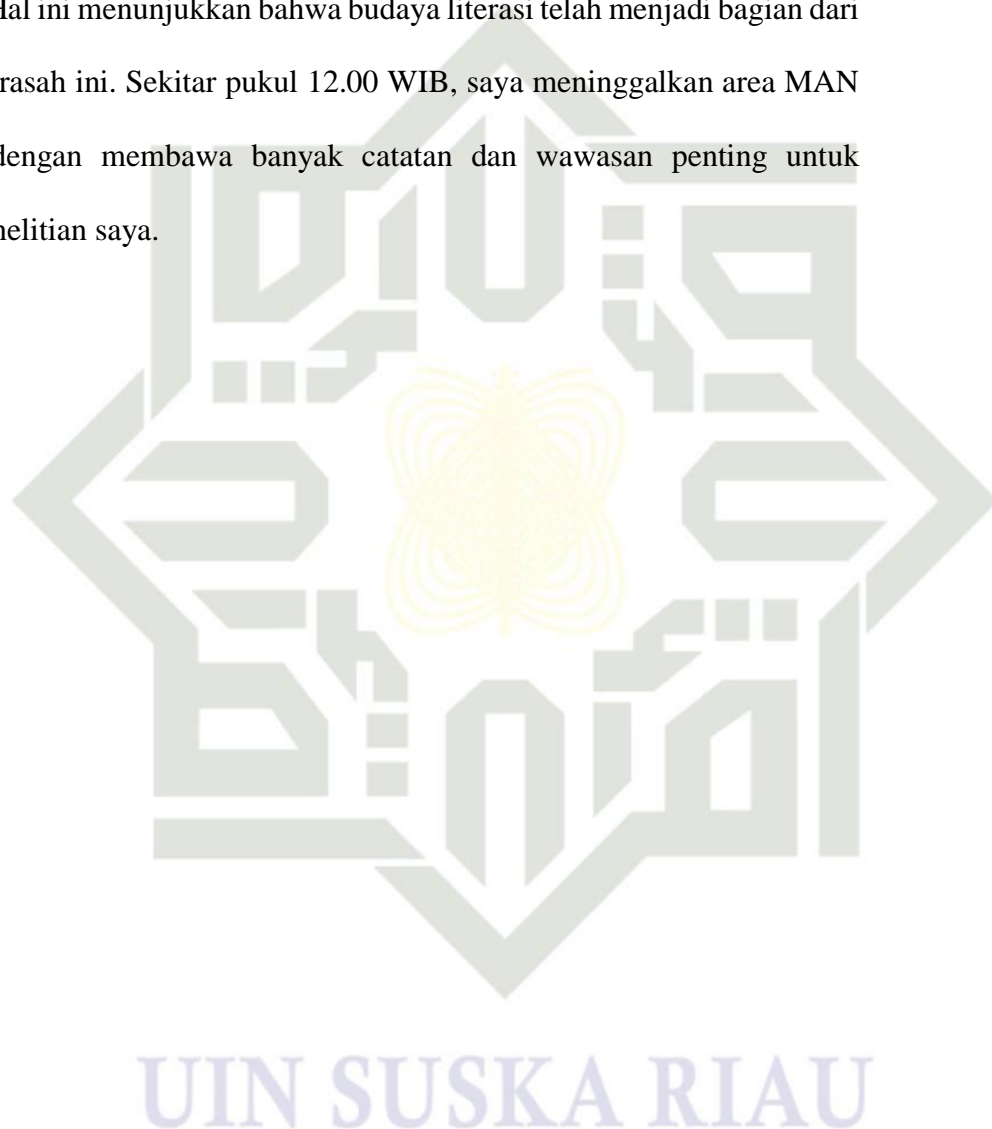 Hal ini menunjukkan bahwa budaya literasi telah menjadi bagian dari
rasah ini. Sekitar pukul 12.00 WIB, saya meninggalkan area MAN
dengan membawa banyak catatan dan wawasan penting untuk
nelitian saya.
UIN SUSKA RIAU